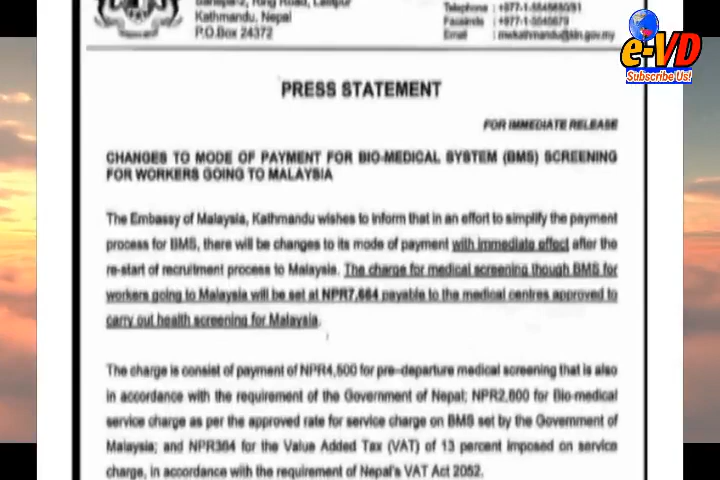 Kathmandu, Nepal
P.O.Box 24372
Telephone :
Facsimile :
Email : mwkathmandu@kln.gov.my
e-VD
Subscribe Us!
PRESS STATEMENT
FOR IMMEDIATE RELEASE
CHANGES TO MODE OF PAYMENT FOR BIO-MEDICAL SYSTEM (BMS) SCREENING
FOR WORKERS GOING TO MALAYSIA
The Embassy of Malaysia, Kathmandu wishes to inform that in an effort to simplify the payment
process for BMS, there will be changes to its mode of payment with immediate effect after the
re-start of recruitment process to Malaysia. The charge for medical screening though BMS for
workers going to Malaysia will be set at NPR7,664 payable to the medical centres approved to
carry out health screening for Malaysia.
The charge is consist of payment of NPR4,500 for pre-departure medical screening that is also
in accordance with the requirement of the Government of Nepal; NPR2,800 for Bio-medical
service charge as per the approved rate for service charge on BMS set by the Government of
Malaysia; and NPR364 for the Value Added Tax (VAT) of 13 percent imposed on service
charge, in accordance with the requirement of Nepal's VAT Act 2052.